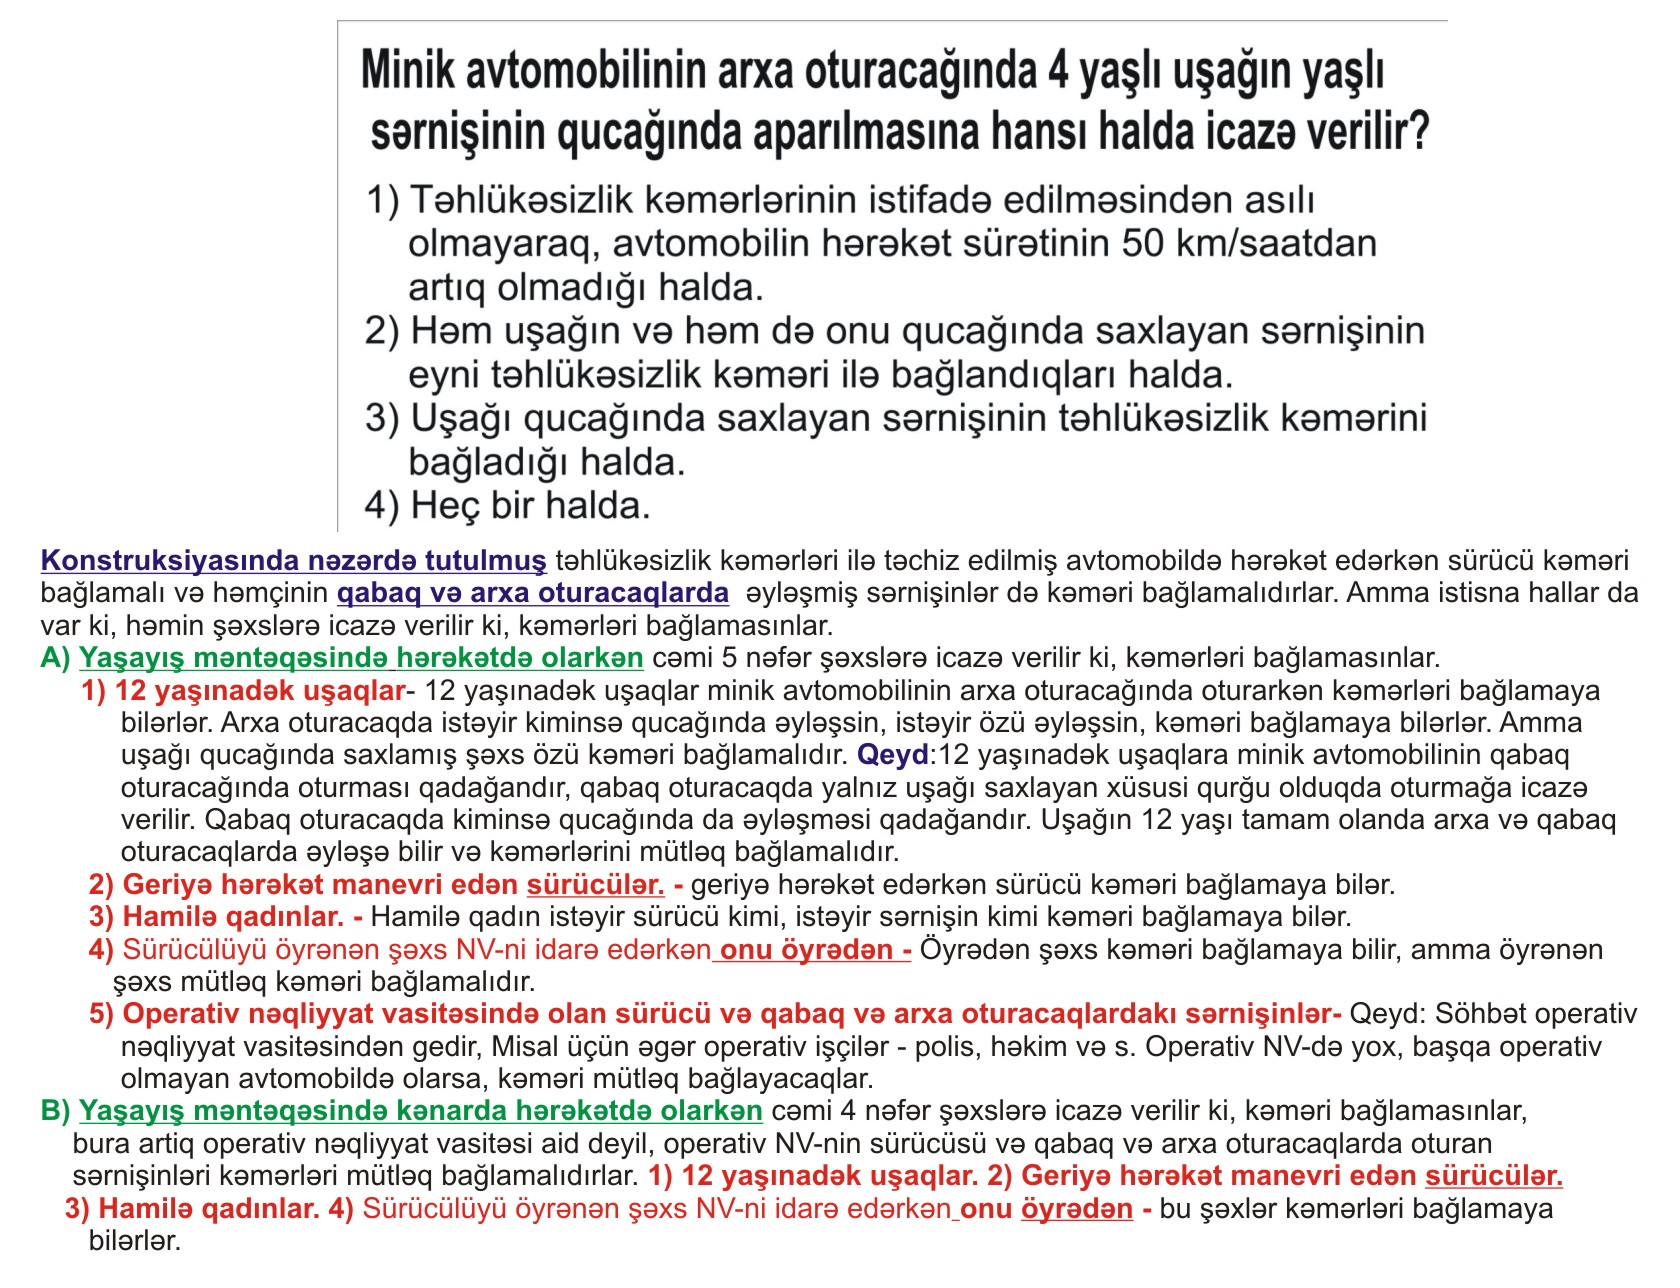 Minik avtomobilinin arxa oturacağında 4 yaşlı uşağın yaşlı
sərnişinin qucağında aparılmasına hansı halda icazə verilir?
1) Təhlükəsizlik kəmərlərinin istifadə edilməsindən asılı
olmayaraq, avtomobilin hərəkət sürətinin 50 km/saatdan
artıq olmadığı halda.
2) Həm uşağın və həm də onu qucağında saxlayan sərnişinin
eyni təhlükəsizlik kəməri ilə bağlandıqları halda.
3) Uşağı qucağında saxlayan sərnişinin təhlükəsizlik kəmərini
bağladığı halda.
4) Heç bir halda.
Konstruksiyasında nəzərdə tutulmuş təhlükəsizlik kəmərləri ilə təchiz edilmiş avtomobildə hərəkət edərkən sürücü kəməri
bağlamalı və həmçinin qabaq və arxa oturacaqlarda əyləşmiş sərnişinlər də kəməri bağlamalıdırlar. Amma istisna hallar da
var ki, həmin şəxslərə icazə verilir ki, kəmərləri bağlamasınlar.
A) Yaşayış məntəqəsində hərəkətdə olarkən cəmi 5 nəfər şəxslərə icazə verilir ki, kəmərləri bağlamasınlar.
1) 12 yaşınadək uşaqlar- 12 yaşınadək uşaqlar minik avtomobilinin arxa oturacağında oturarkən kəmərləri bağlamaya
bilərlər. Arxa oturacaqda istəyir kiminsə qucağında əyləşsin, istəyir özü əyləşsin, kəməri bağlamaya bilərlər. Amma
uşağı qucağında saxlamış şəxs özü kəməri bağlamalıdır. Qeyd:12 yaşınadək uşaqlara minik avtomobilinin qabaq
oturacağında oturması qadağandır, qabaq oturacaqda yalnız uşağı saxlayan xüsusi qurğu olduqda oturmağa icazə
verilir. Qabaq oturacaqda kiminsə qucağında da əyləşməsi qadağandır. Uşağın 12 yaşı tamam olanda arxa və qabaq
oturacaqlarda əyləşə bilir və kəmərlərini mütləq bağlamalıdır.
2) Geriyə hərəkət manevri edən sürücülər. - geriyə hərəkət edərkən sürücü kəməri bağlamaya bilər.
3) Hamilə qadınlar. - Hamilə qadın istəyir sürücü kimi, istəyir sərnişin kimi kəməri bağlamaya bilər.
4) Sürücülüyü öyrənən şəxs NV-ni idarə edərkən onu öyrədən - Öyrədən şəxs kəməri bağlamaya bilir, amma öyrənən
şəxs mütləq kəməri bağlamalıdır.
5) Operativ nəqliyyat vasitəsində olan sürücü və qabaq və arxa oturacaqlardakı sərnişinlər- Qeyd: Söhbət operativ
nəqliyyat vasitəsindən gedir, Misal üçün əgər operativ işçilər - polis, həkim və s. Operativ NV-də yox, başqa operativ
olmayan avtomobildə olarsa, kəməri mütləq bağlayacaqlar.
B) Yaşayış məntəqəsində kənarda hərəkətdə olarkən cəmi 4 nəfər şəxslərə icazə verilir ki, kəməri bağlamasınlar,
bura artiq operativ nəqliyyat vasitəsi aid deyil, operativ NV-nin sürücüsü və qabaq və arxa oturacaqlarda oturan
sərnişinləri kəmərləri mütləq bağlamalıdırlar. 1) 12 yaşınadək uşaqlar. 2) Geriyə hərəkət manevri edən sürücülər.
3) Hamilə qadınlar. 4) Sürücülüyü öyrənən şəxs NV-ni idarə edərkən onu öyrədən - bu şəxlər kəmərləri bağlamaya
bilərlər.